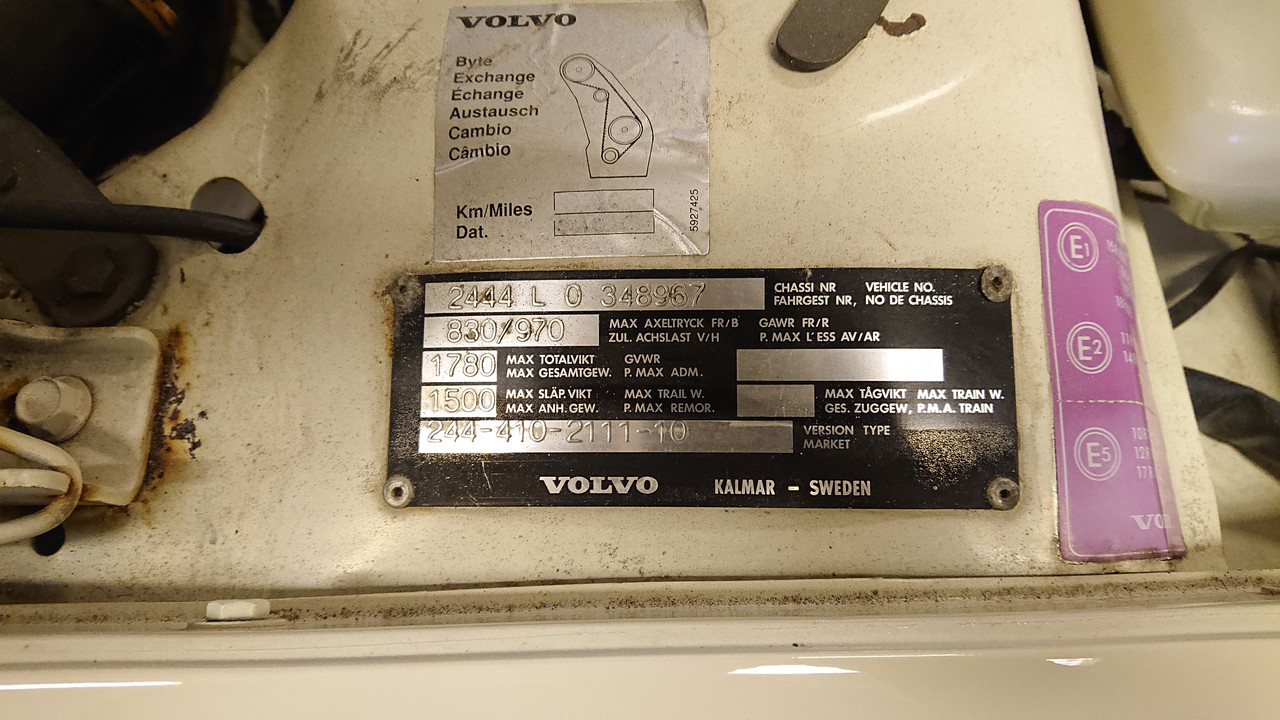 VOLVO
Byte
Exchange
Échange
Austausch
Cambio
Câmbio
Km/Miles
Dat.
5927425
2444 L 0 348967
CHASSI NR VEHICLE NO.
FAHRGEST NR, NO DE CHASSIS
830/970
MAX AXELTRYCK FR/B GAWR FR/R
ZUL. ACHSLAST V/H P. MAX L'ESS AV/AR
1780
MAX TOTALVIKT GVWR
MAX GESAMTGEW. P. MAX ADM.
1500
MAX SLÄP.VIKT MAX TRAIL W.
MAX ANH. GEW. P. MAX REMOR.
MAX TÅGVIKT MAX TRAIN W.
GES. ZUGGEW, P.M.A. TRAIN
244-410-2111-10
VERSION TYPE
MARKET
VOLVO KALMAR – SWEDEN
E1
E2
E5